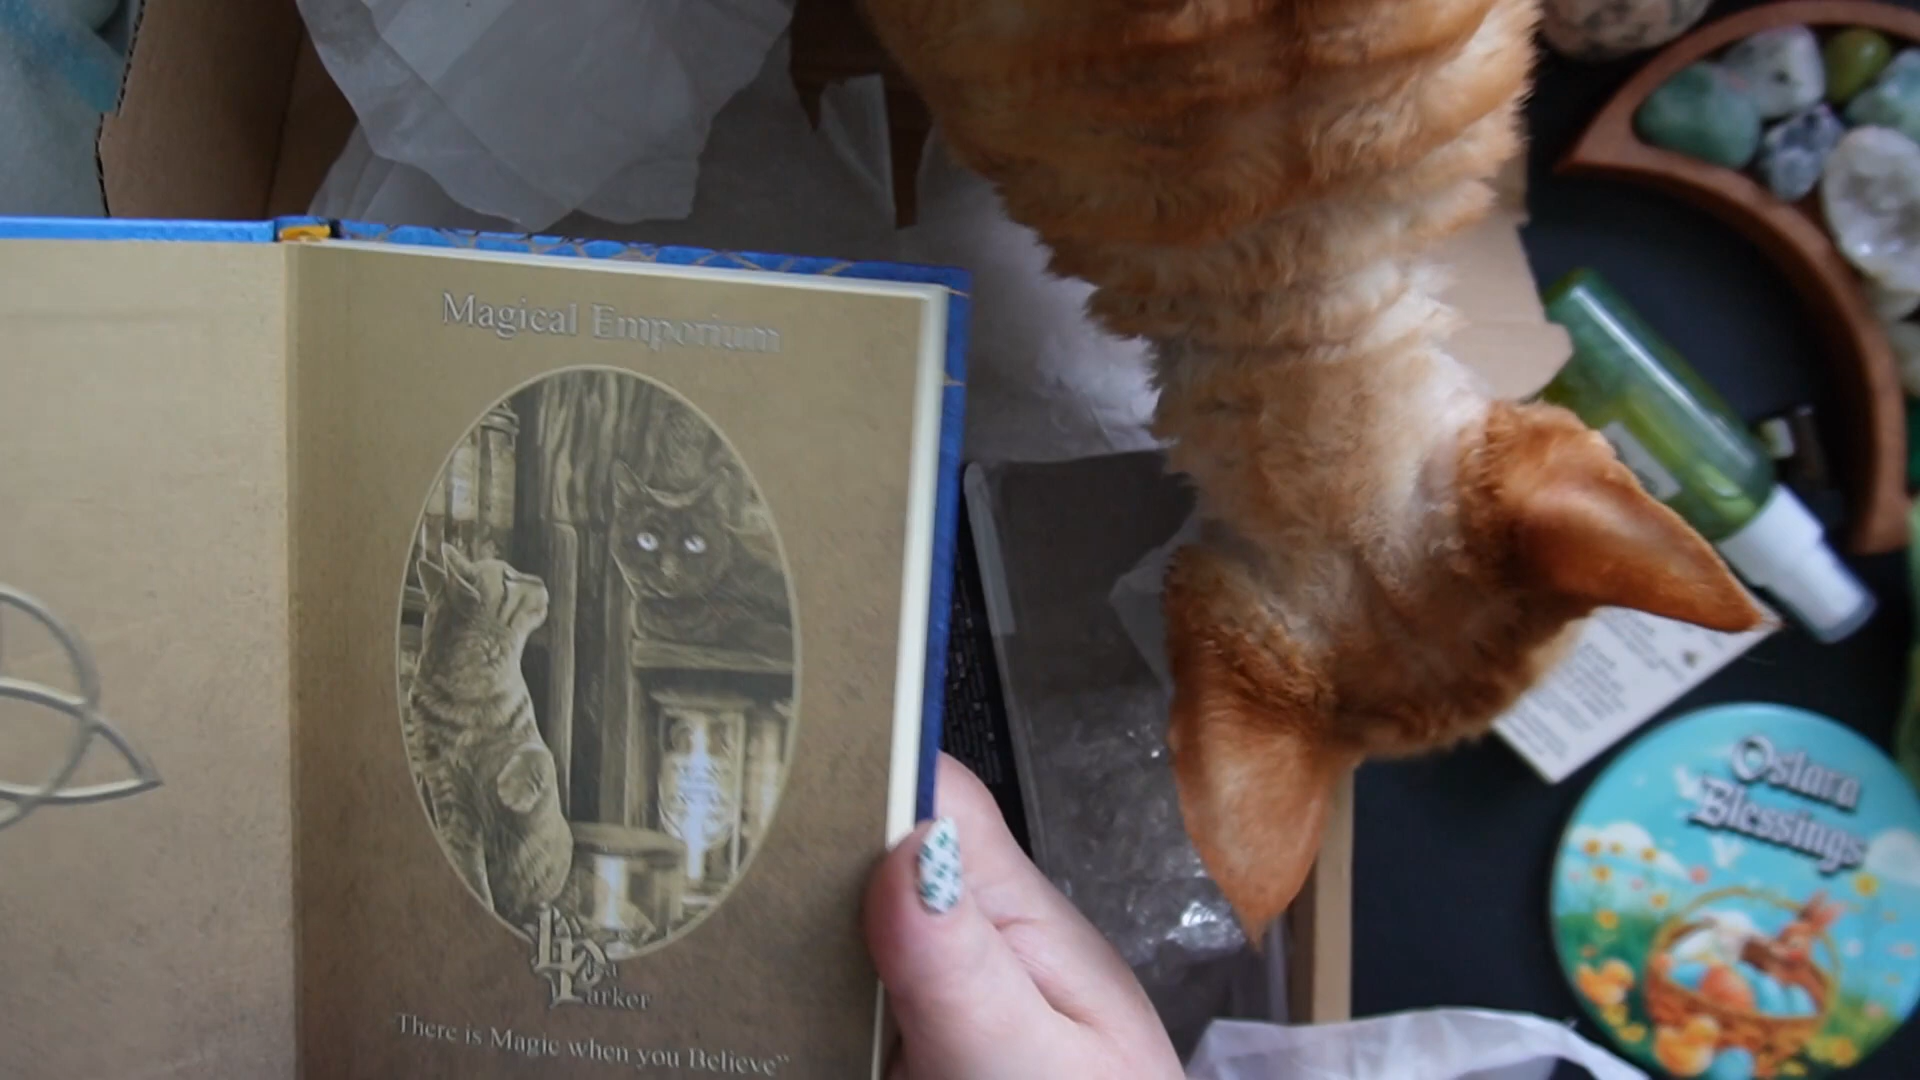 Magical Emporium
Lisa
Parker
There is Magic when you Believe”
Ostara
Blessings